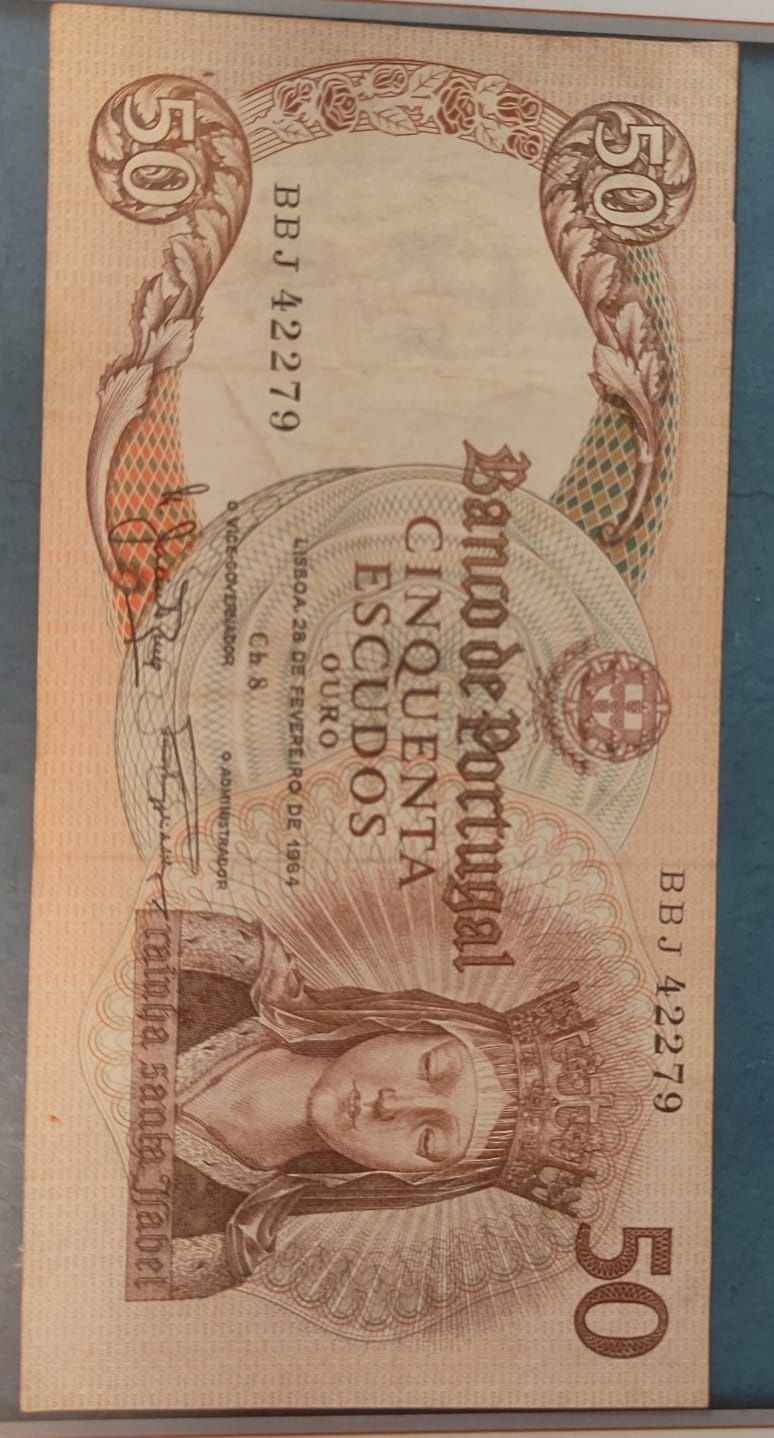 50
50
BBJ 42279
Banco de Portugal
CINQUENTA
ESCUDOS
OURO
LISBOA, 28 DE FEVEREIRO DE 1964
Ch.8
O VICE-GOVERNADOR
O ADMINISTRADOR
BBJ 42279
50
rainha santa Isabel